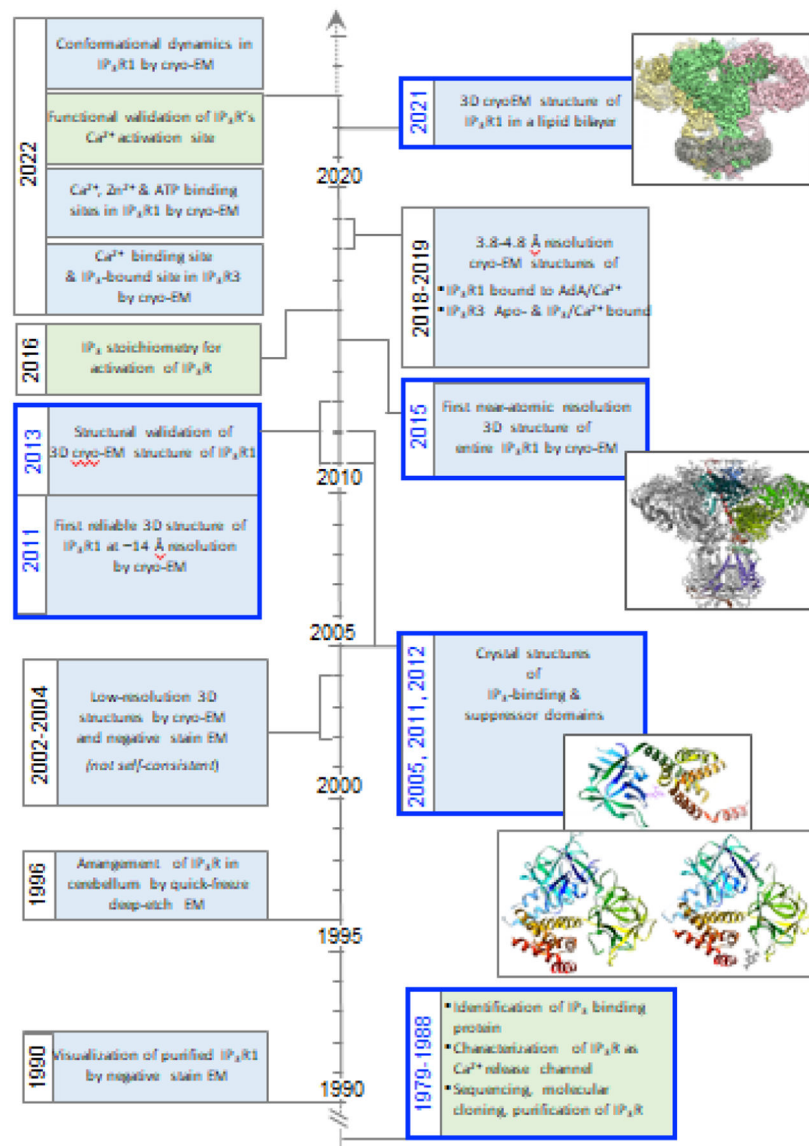 2022
Conformational dynamics in
IP₃R1 by cryo-EM
Functional validation of IP₃R's
Ca²⁺ activation site
Ca²⁺, Zn²⁺ & ATP binding
sites in IP₃R1 by cryo-EM
Ca²⁺ binding site
& IP₃-bound site in IP₃R3
by cryo-EM
2021
3D cryoEM structure of
IP₃R1 in a lipid bilayer
2020
2018-2019
3.8-4.8 Å resolution
cryo-EM structures of
▪ IP₃R1 bound to AdA/Ca²⁺
▪ IP₃R3 Apo- & IP₃/Ca²⁺ bound
2016
IP₃ stoichiometry for
activation of IP₃R
2015
First near-atomic resolution
3D structure of
entire IP₃R1 by cryo-EM
2013
Structural validation of
3D cryo-EM structure of IP₃R1
2010
2011
First reliable 3D structure of
IP₃R1 at ~14 Å resolution
by cryo-EM
2005
2005, 2011, 2012
Crystal structures
of
IP₃-binding &
suppressor domains
2002-2004
Low-resolution 3D
structures by cryo-EM
and negative stain EM
(not self-consistent)
2000
1996
Arrangement of IP₃R in
cerebellum by quick-freeze
deep-etch EM
1995
1990
Visualization of purified IP₃R1
by negative stain EM
1990
1979-1988
▪ Identification of IP₃ binding
protein
▪ Characterization of IP₃R as
Ca²⁺ release channel
▪ Sequencing, molecular
cloning, purification of IP₃R